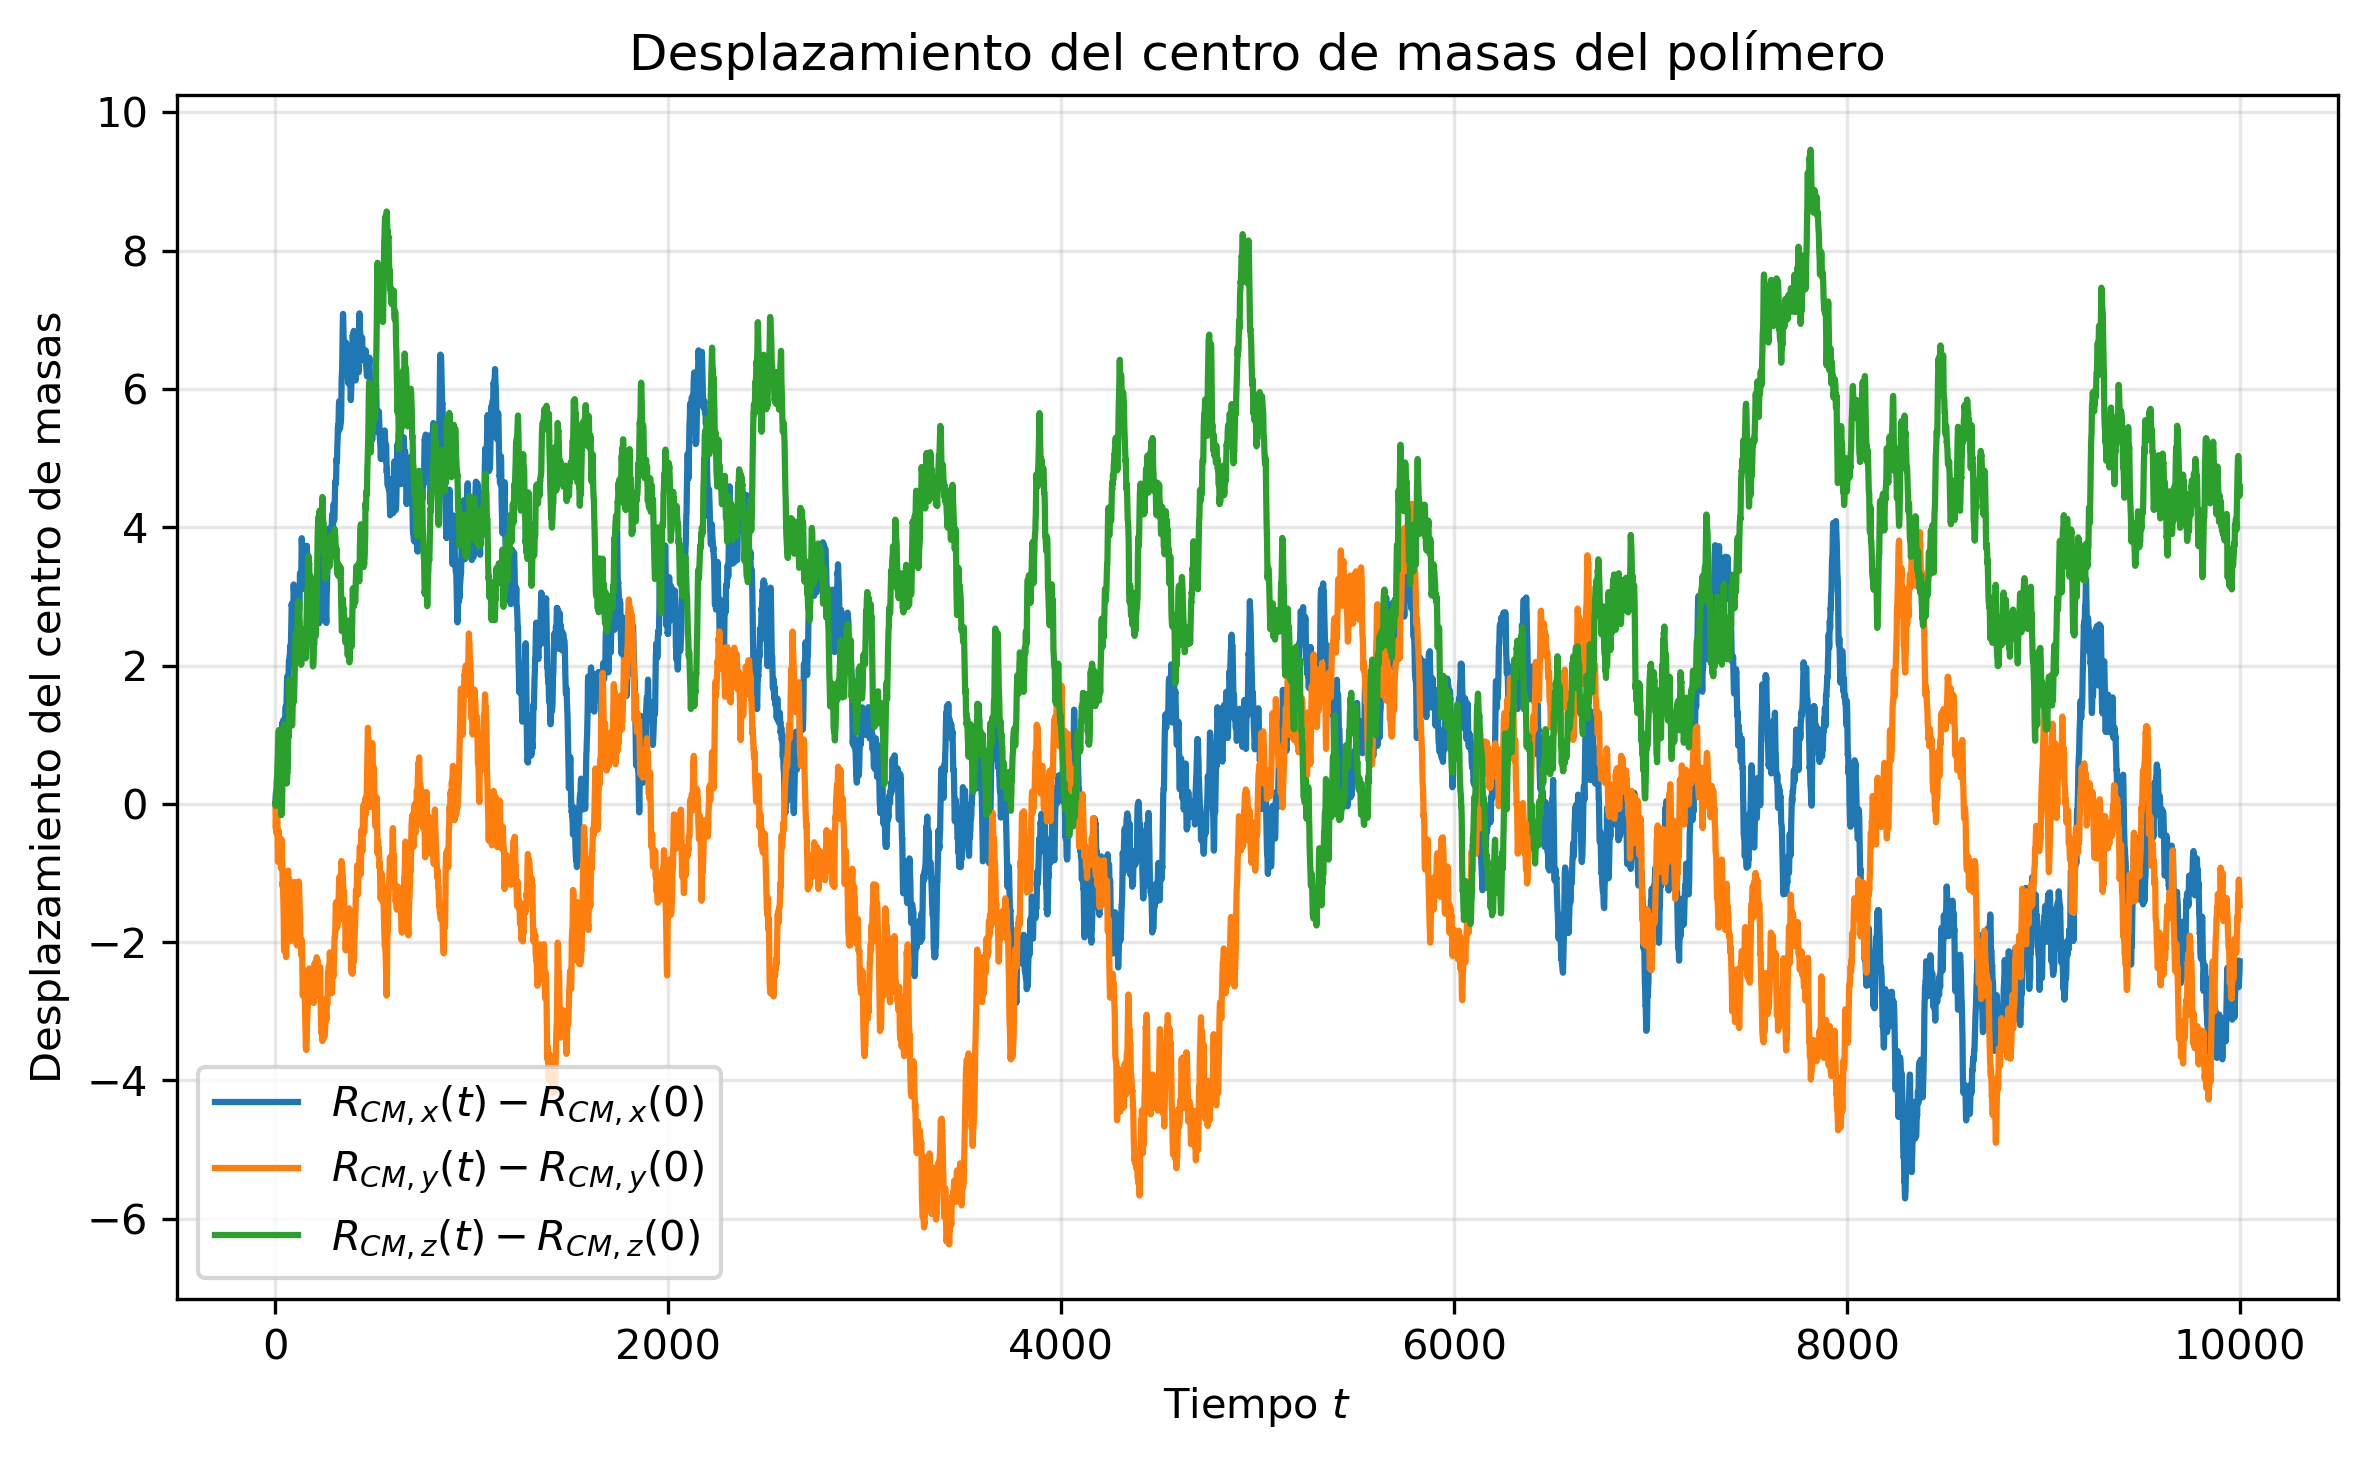 Desplazamiento del centro de masas del polímero
Desplazamiento del centro de masas
10
8
6
4
2
0
−2
−4
−6
R_{CM,x}(t) − R_{CM,x}(0)
R_{CM,y}(t) − R_{CM,y}(0)
R_{CM,z}(t) − R_{CM,z}(0)
0 2000 4000 6000 8000 10000
Tiempo t